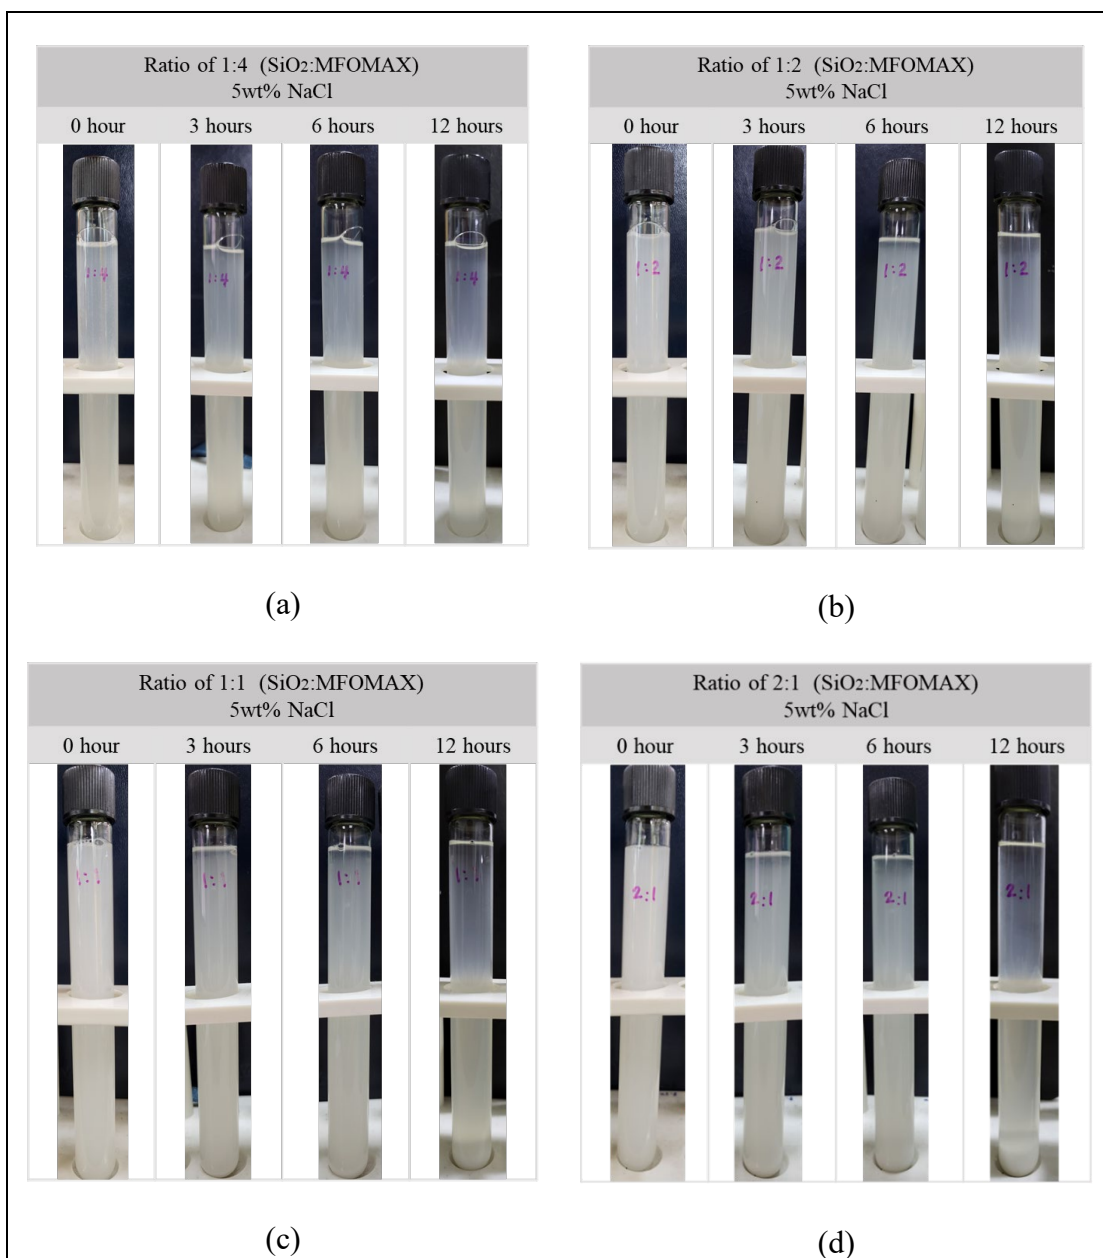 Ratio of 1:4 (SiO2:MFOMAX)
5wt% NaCl
0 hour 3 hours 6 hours 12 hours
1:4 1:4 1:4 1:4
(a)
Ratio of 1:2 (SiO2:MFOMAX)
5wt% NaCl
0 hour 3 hours 6 hours 12 hours
1:2 1:2 1:2 1:2
(b)
Ratio of 1:1 (SiO2:MFOMAX)
5wt% NaCl
0 hour 3 hours 6 hours 12 hours
1:1 1:1 1:1 1:1
(c)
Ratio of 2:1 (SiO2:MFOMAX)
5wt% NaCl
0 hour 3 hours 6 hours 12 hours
2:1 2:1 2:1 2:1
(d)